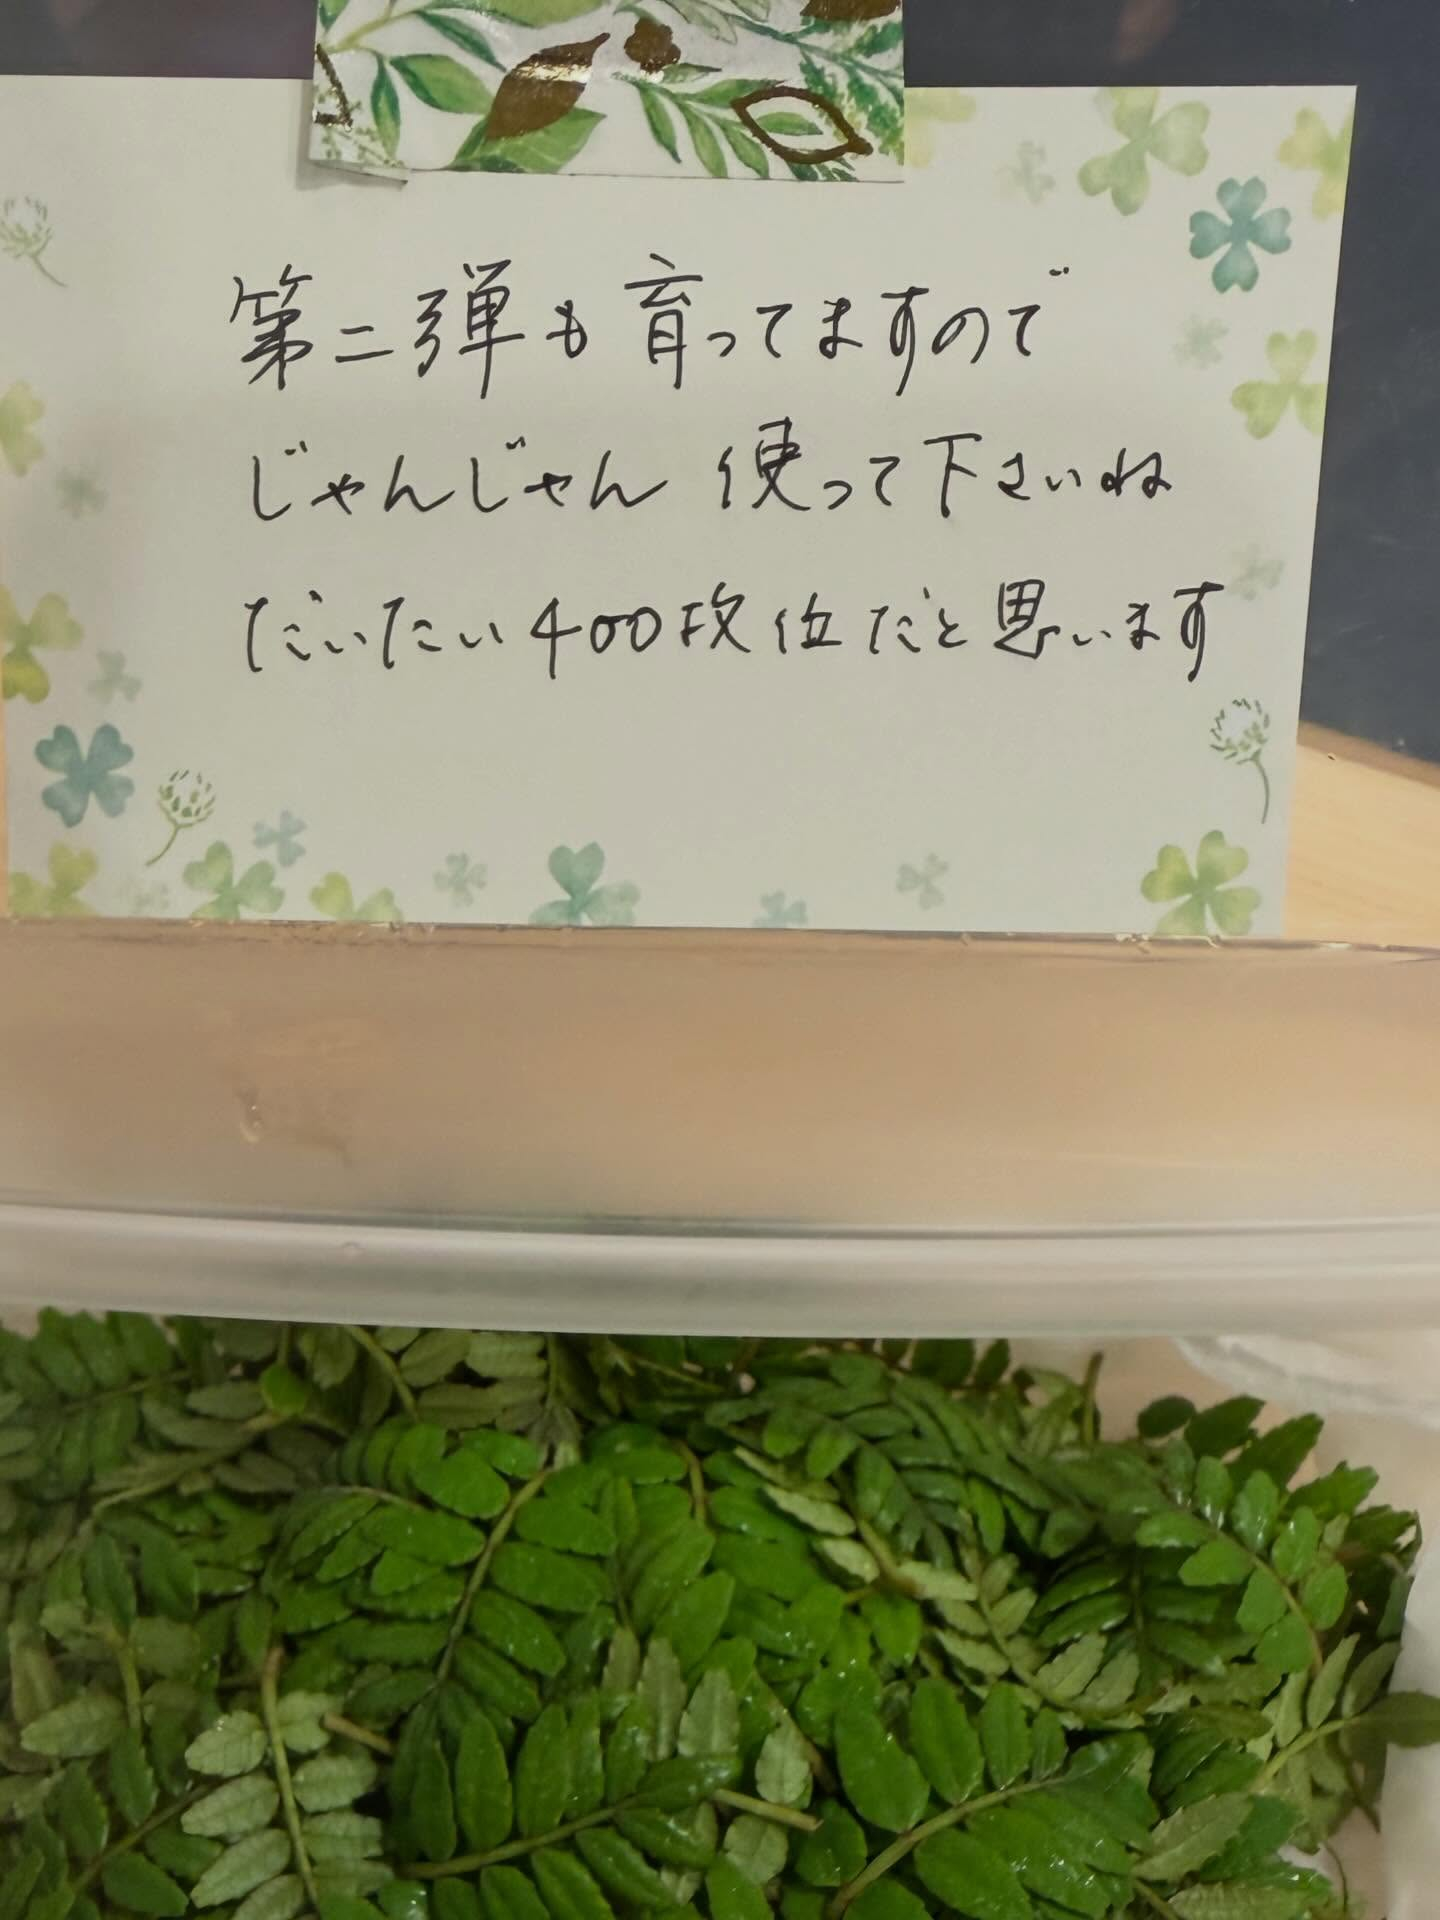 第二弾も育ってますので
じゃんじゃん 使って下さいね
だいたい400枚位だと思います